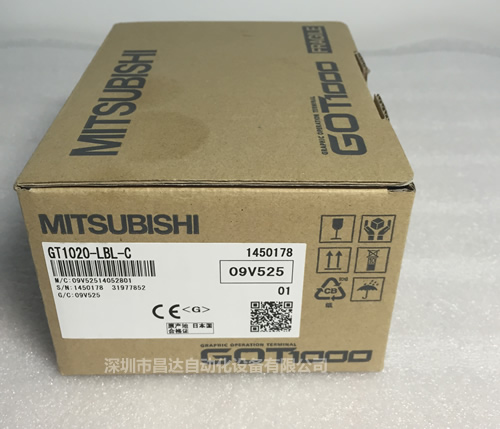 MITSUBISHI
GRAPHIC OPERATION TERMINAL
GOT1000
FRAGILE
MITSUBISHI
GT1020-LBL-C
1450178
M/C:09V52514052801
S/N:1450178 31977852
G/C:09V525
09V525
01
CE<G>
原产地 日本国
合格证
CB
GRAPHIC OPERATION TERMINAL
GOT1000
深圳市昌达自动化设备有限公司